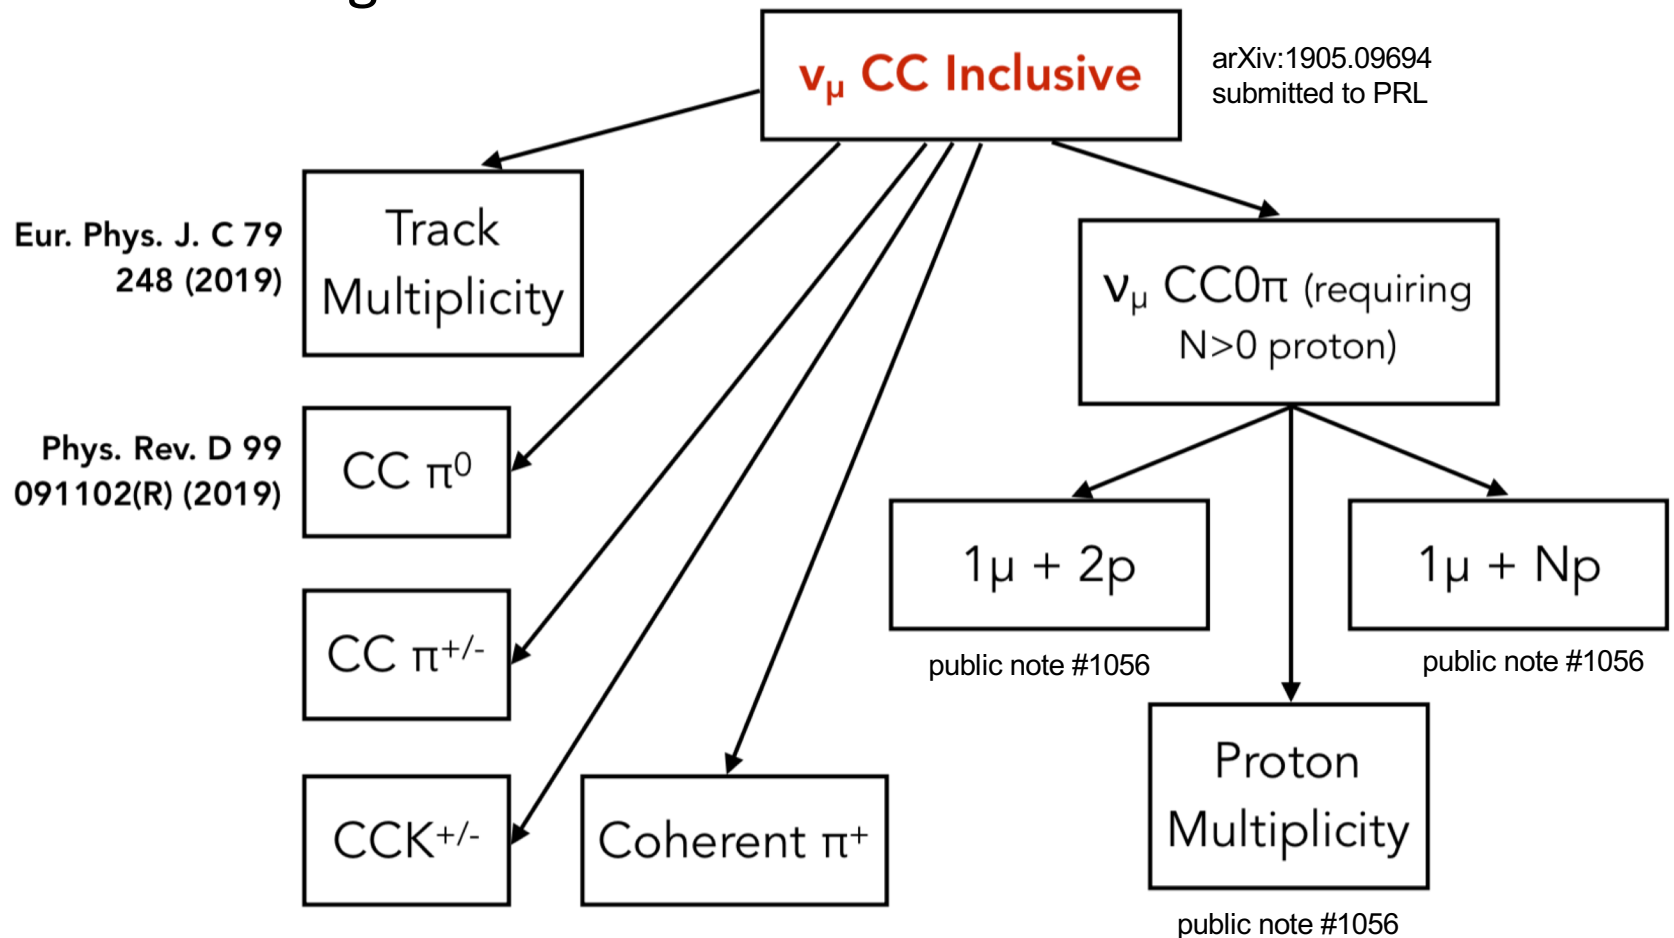 ν_μ CC Inclusive
arXiv:1905.09694
submitted to PRL
Eur. Phys. J. C 79
248 (2019)
Track
Multiplicity
ν_μ CC0π (requiring
N>0 proton)
Phys. Rev. D 99
091102(R) (2019)
CC π⁰
1μ + 2p
1μ + Np
public note #1056
public note #1056
CC π⁺/⁻
Proton
Multiplicity
CCK⁺/⁻
Coherent π⁺
public note #1056